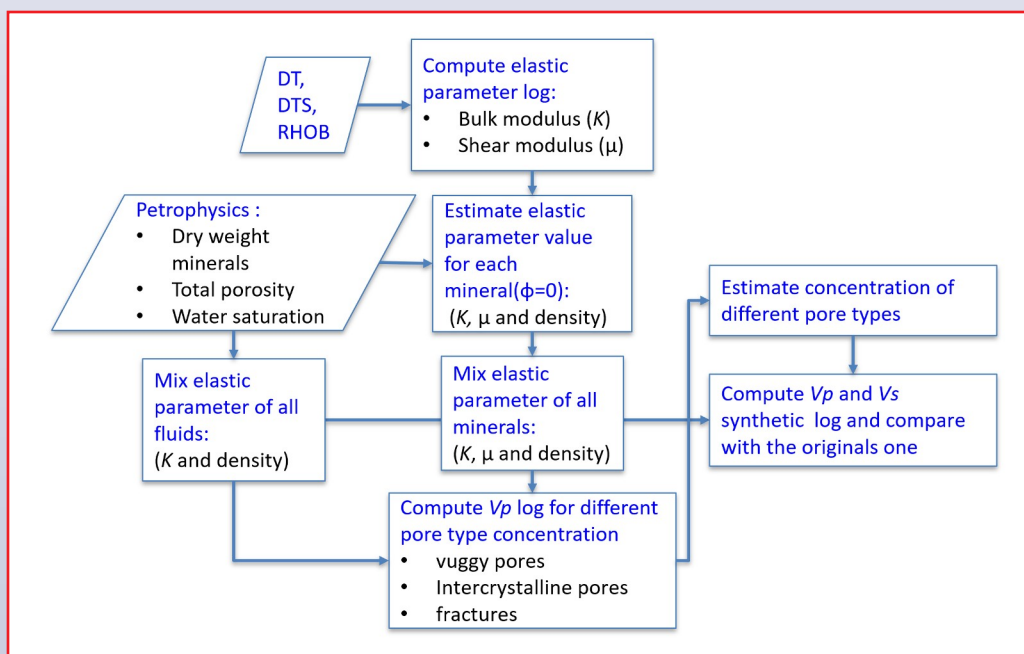 DT,
DTS,
RHOB
Compute elastic
parameter log:
• Bulk modulus (K)
• Shear modulus (μ)
Petrophysics :
• Dry weight
minerals
• Total porosity
• Water saturation
Estimate elastic
parameter value
for each
mineral(ϕ=0):
(K, μ and density)
Mix elastic
parameter of all
fluids:
(K and density)
Mix elastic
parameter of all
minerals:
(K, μ and density)
Compute Vp log for different
pore type concentration
• vuggy pores
• Intercrystalline pores
• fractures
Estimate concentration of
different pore types
Compute Vp and Vs
synthetic log and compare
with the originals one